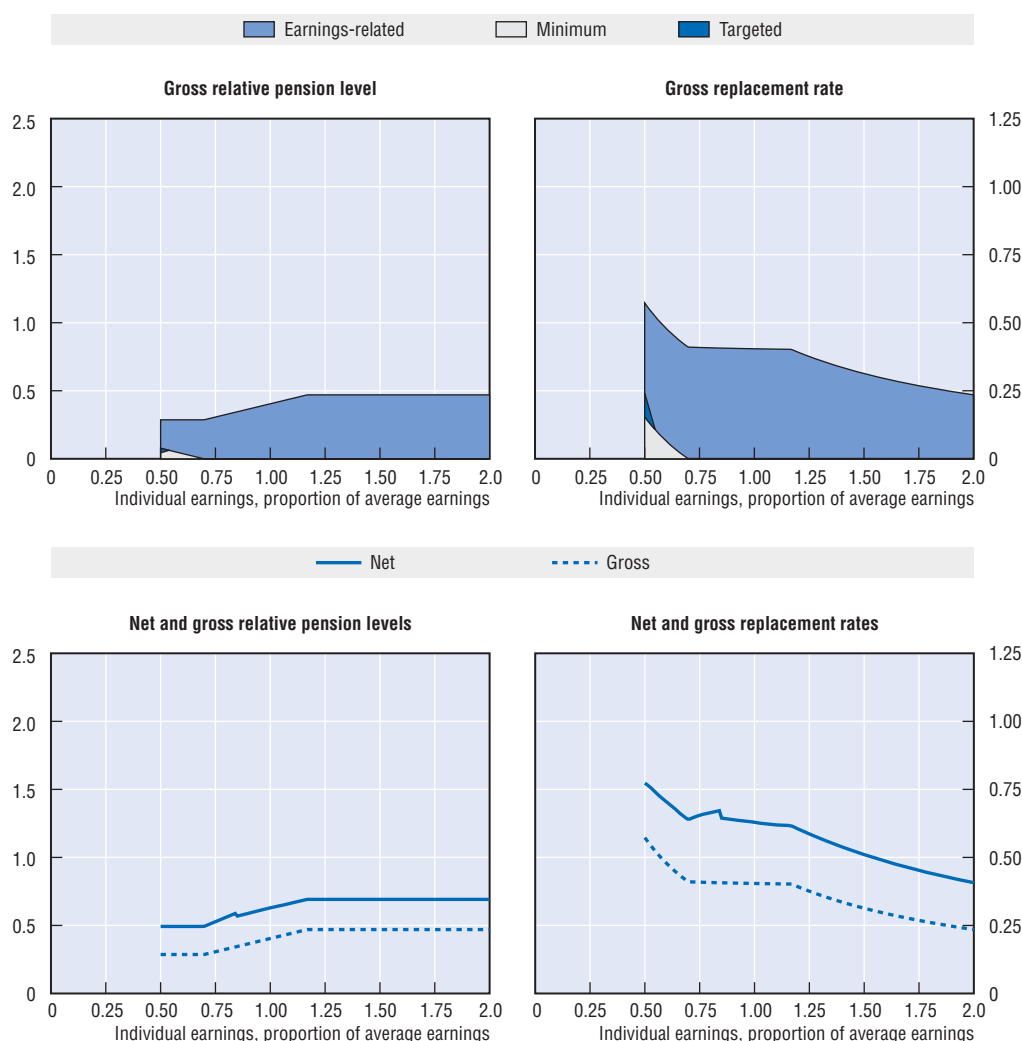 Earnings-related Minimum Targeted
Gross relative pension level
2.5
2.0
1.5
1.0
0.5
0
0 0.25 0.50 0.75 1.00 1.25 1.50 1.75 2.0
Individual earnings, proportion of average earnings
Gross replacement rate
1.25
1.00
0.75
0.50
0.25
0
0 0.25 0.50 0.75 1.00 1.25 1.50 1.75 2.0
Individual earnings, proportion of average earnings
Net Gross
Net and gross relative pension levels
2.5
2.0
1.5
1.0
0.5
0
0 0.25 0.50 0.75 1.00 1.25 1.50 1.75 2.0
Individual earnings, proportion of average earnings
Net and gross replacement rates
1.25
1.00
0.75
0.50
0.25
0
0 0.25 0.50 0.75 1.00 1.25 1.50 1.75 2.0
Individual earnings, proportion of average earnings